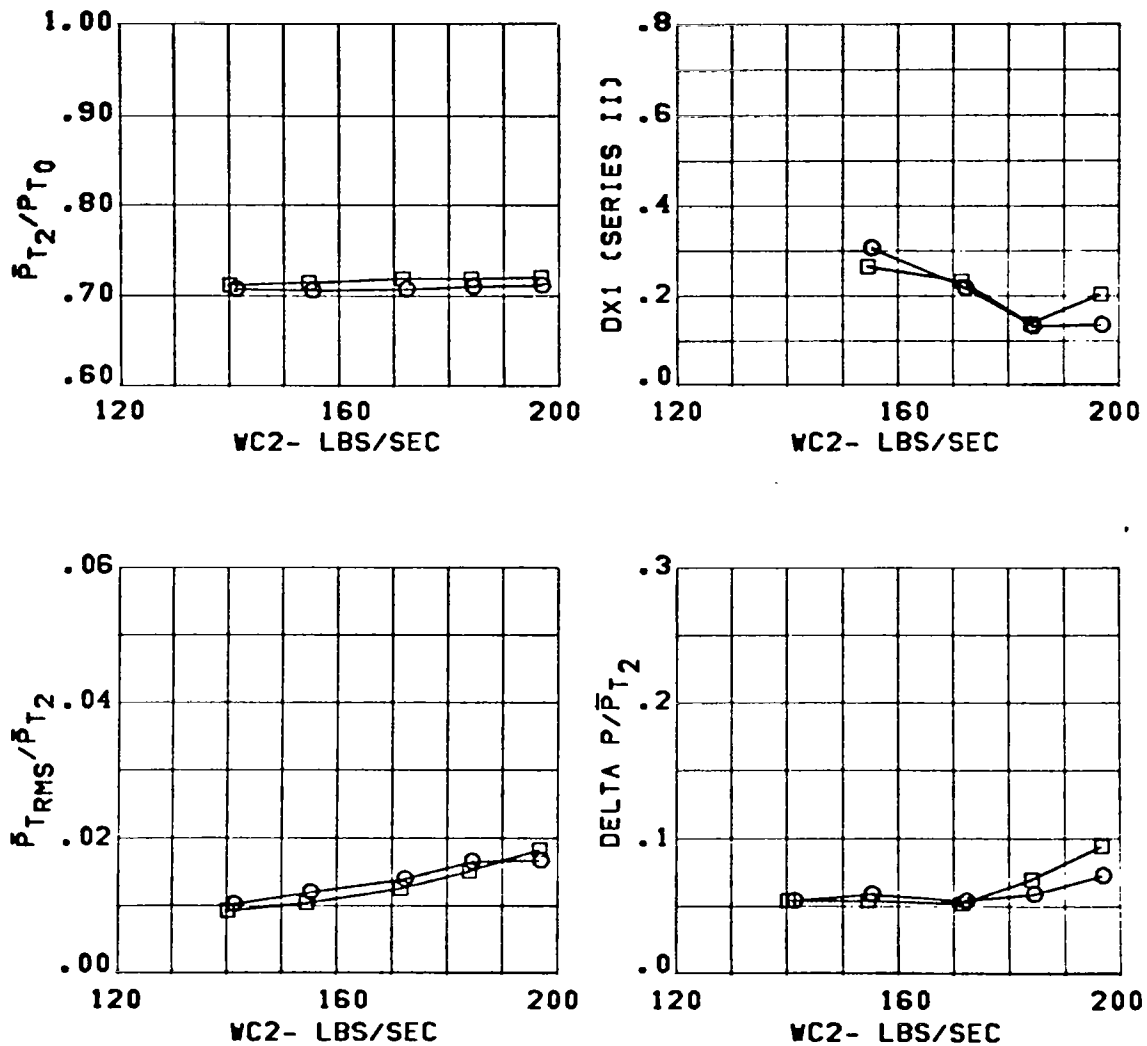 1.00
.90
.80
.70
.60
P̄T2/PT0
120 160 200
WC2- LBS/SEC
.8
.6
.4
.2
.0
DX1 (SERIES II)
120 160 200
WC2- LBS/SEC
.06
.04
.02
.00
P̄TRMS/P̄T2
120 160 200
WC2- LBS/SEC
.3
.2
.1
.0
DELTA P/P̄T2
120 160 200
WC2- LBS/SEC